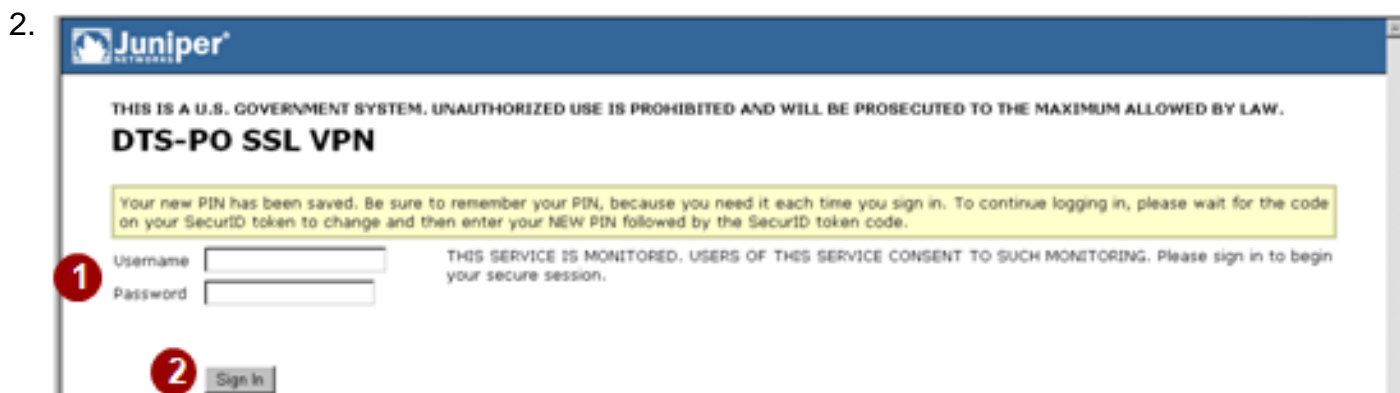 2.
Juniper
NETWORKS
THIS IS A U.S. GOVERNMENT SYSTEM. UNAUTHORIZED USE IS PROHIBITED AND WILL BE PROSECUTED TO THE MAXIMUM ALLOWED BY LAW.
DTS-PO SSL VPN
Your new PIN has been saved. Be sure to remember your PIN, because you need it each time you sign in. To continue logging in, please wait for the code
on your SecurID token to change and then enter your NEW PIN followed by the SecurID token code.
1
Username
Password
THIS SERVICE IS MONITORED. USERS OF THIS SERVICE CONSENT TO SUCH MONITORING. Please sign in to begin
your secure session.
2
Sign In